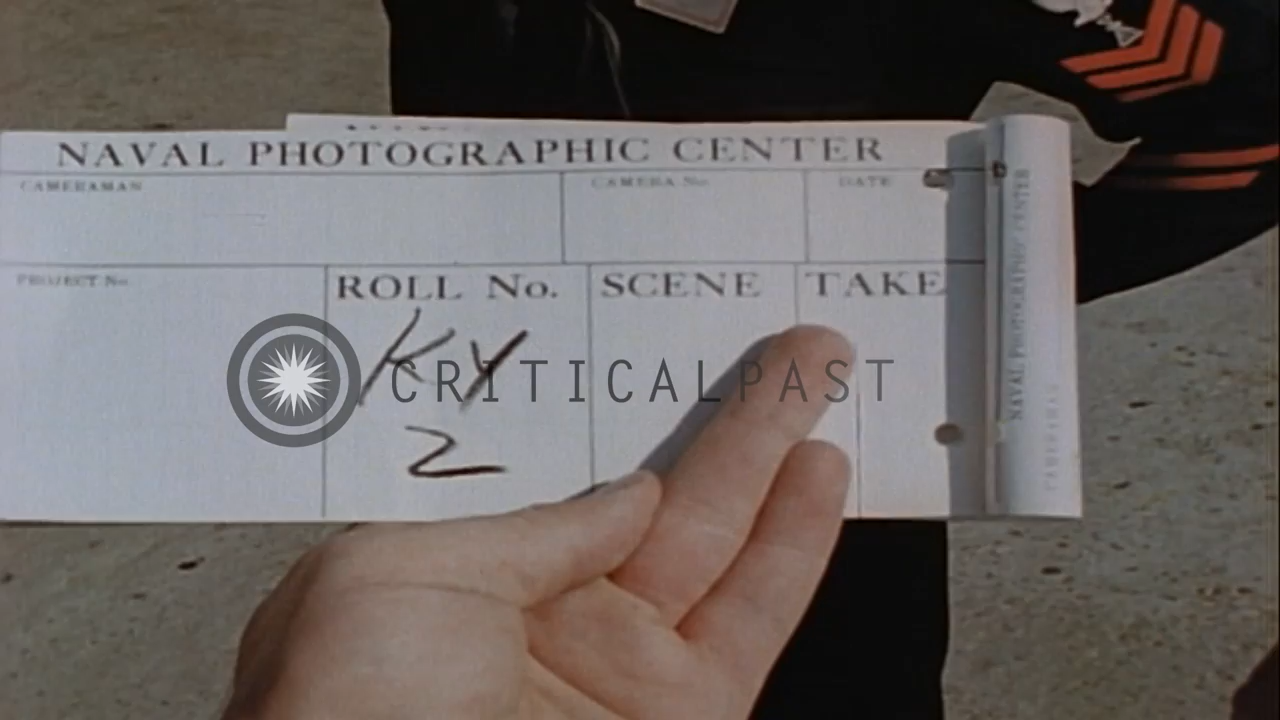 NAVAL PHOTOGRAPHIC CENTER
CAMERAMAN CAMERA No. DATE
PROJECT No. ROLL No. SCENE TAKE
KY
2
CRITICALPAST
NAVAL PHOTOGRAPHIC CENTER
CAMERAMAN